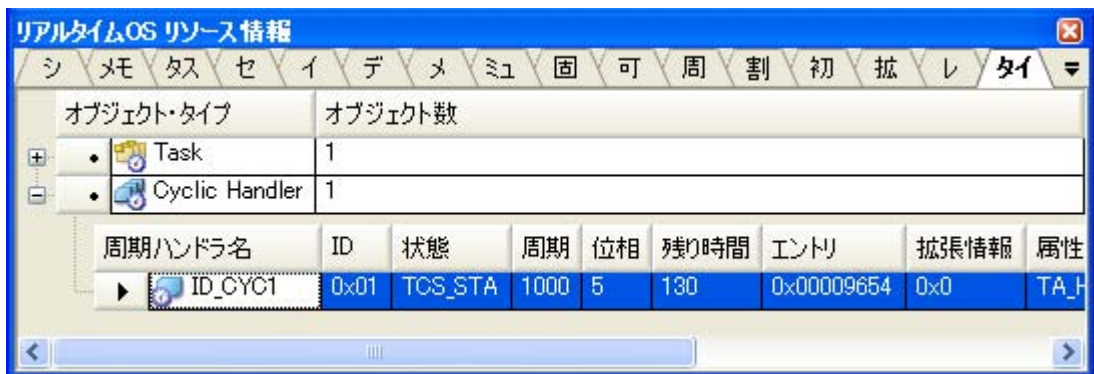 リアルタイムOS リソース情報
シ メモ タス セ イ デ メ ミュ 固 可 周 割 初 拡 レ タイ
オブジェクト・タイプ オブジェクト数
Task 1
Cyclic Handler 1
周期ハンドラ名 ID 状態 周期 位相 残り時間 エントリ 拡張情報 属性
ID_CYC1 0x01 TCS_STA 1000 5 130 0x00009654 0x0 TA_H